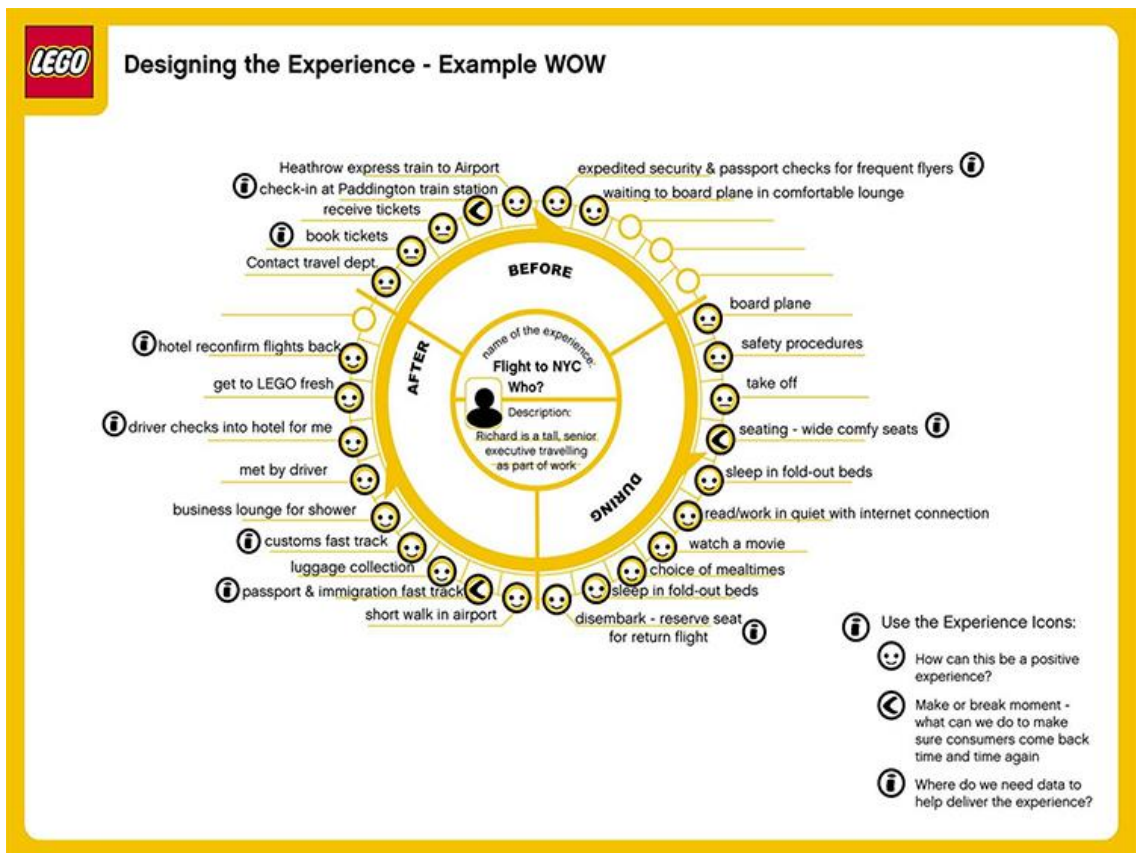 LEGO
Designing the Experience - Example WOW
Heathrow express train to Airport
check-in at Paddington train station
receive tickets
book tickets
Contact travel dept.
hotel reconfirm flights back
get to LEGO fresh
driver checks into hotel for me
met by driver
business lounge for shower
customs fast track
luggage collection
passport & immigration fast track
short walk in airport
expedited security & passport checks for frequent flyers
waiting to board plane in comfortable lounge
board plane
safety procedures
take off
seating - wide comfy seats
sleep in fold-out beds
read/work in quiet with internet connection
watch a movie
choice of mealtimes
sleep in fold-out beds
disembark - reserve seat
for return flight
BEFORE
DURING
AFTER
name of the experience:
Flight to NYC
Who?
Description:
Richard is a tall, senior
executive travelling
as part of work
Use the Experience Icons:
How can this be a positive
experience?
Make or break moment -
what can we do to make
sure consumers come back
time and time again
Where do we need data to
help deliver the experience?